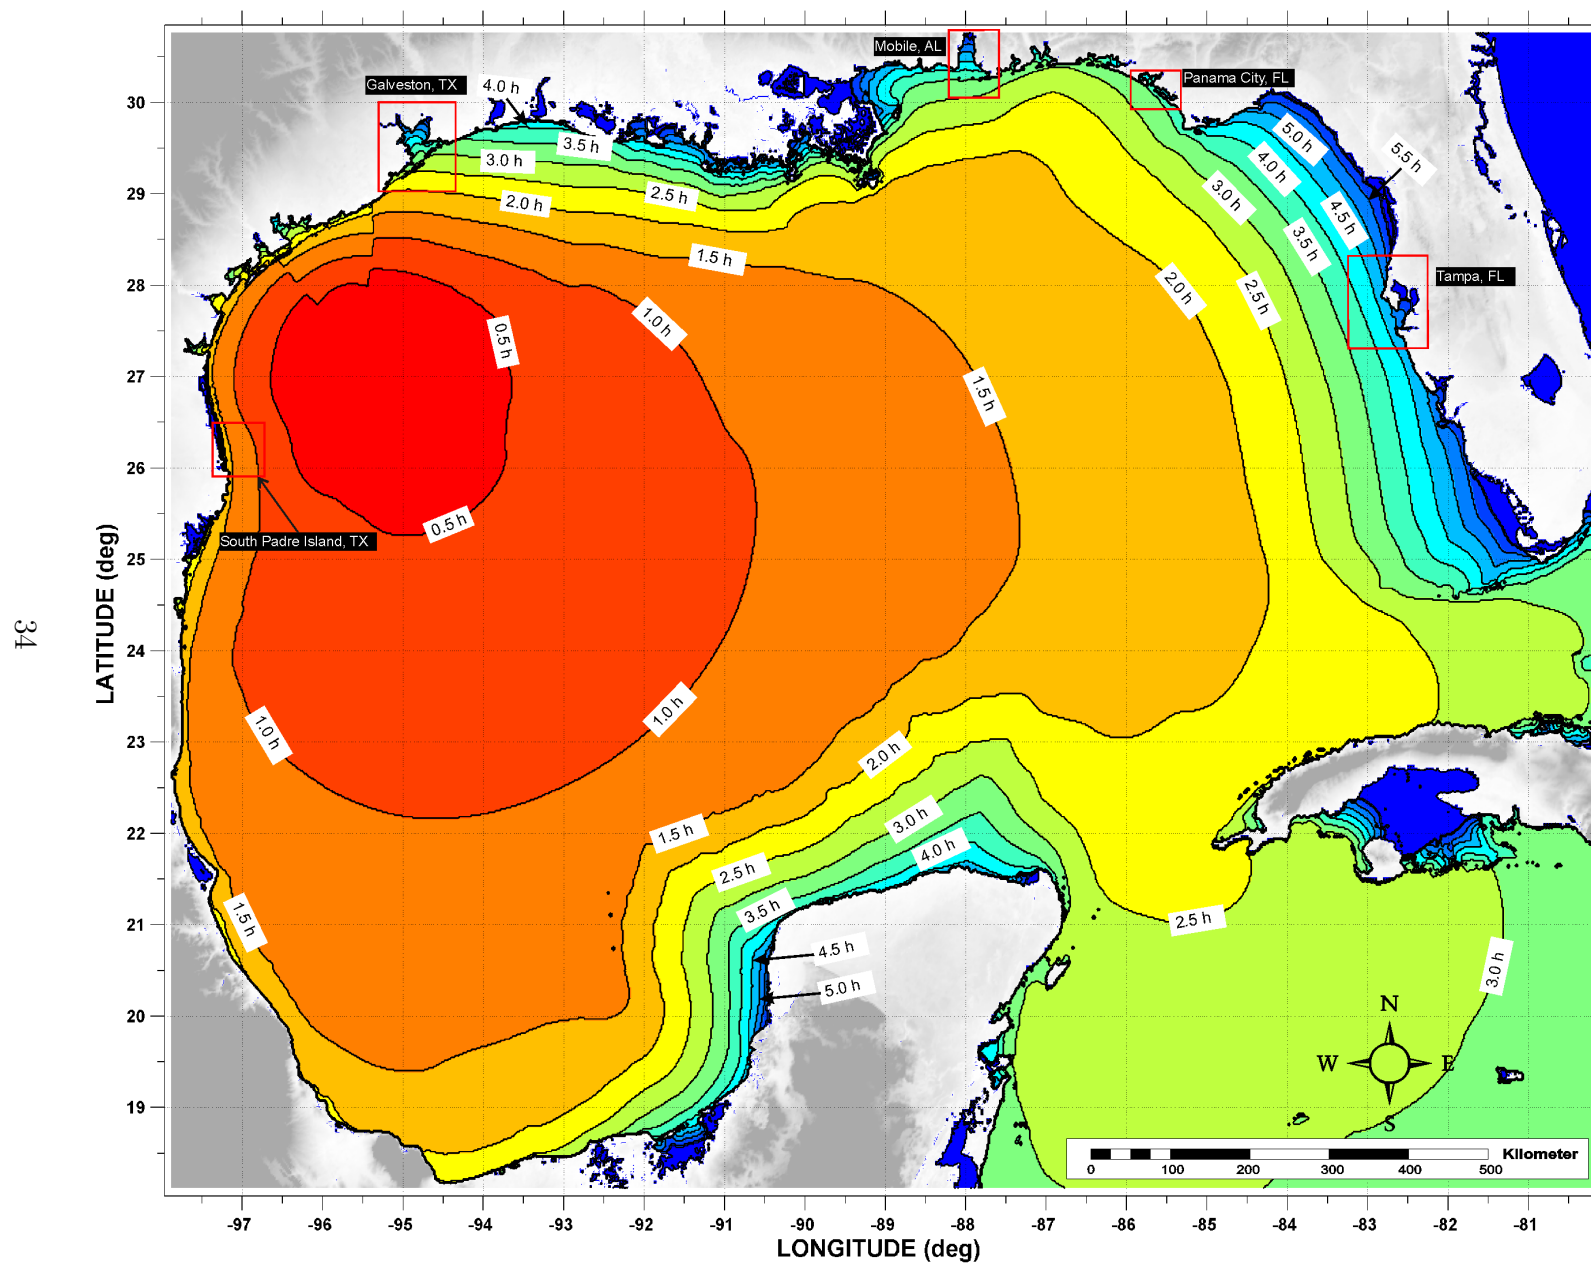 Mobile, AL
Galveston, TX
4.0 h
Panama City, FL
30
29
28
27
26
25
24
23
22
21
20
19
3.5 h
3.0 h
2.5 h
2.0 h
1.5 h
5.0 h
5.5 h
4.0 h
3.0 h
4.5 h
3.5 h
2.5 h
2.0 h
Tampa, FL
1.0 h
0.5 h
1.5 h
0.5 h
South Padre Island, TX
LATITUDE (deg)
34
1.0 h
1.0 h
2.0 h
3.0 h
1.5 h
4.0 h
2.5 h
3.5 h
1.5 h
2.5 h
4.5 h
3.0 h
5.0 h
N
W
E
S
Kilometer
0
100
200
300
400
500
-97
-96
-95
-94
-93
-92
-91
-90
-89
-88
-87
-86
-85
-84
-83
-82
-81
LONGITUDE (deg)